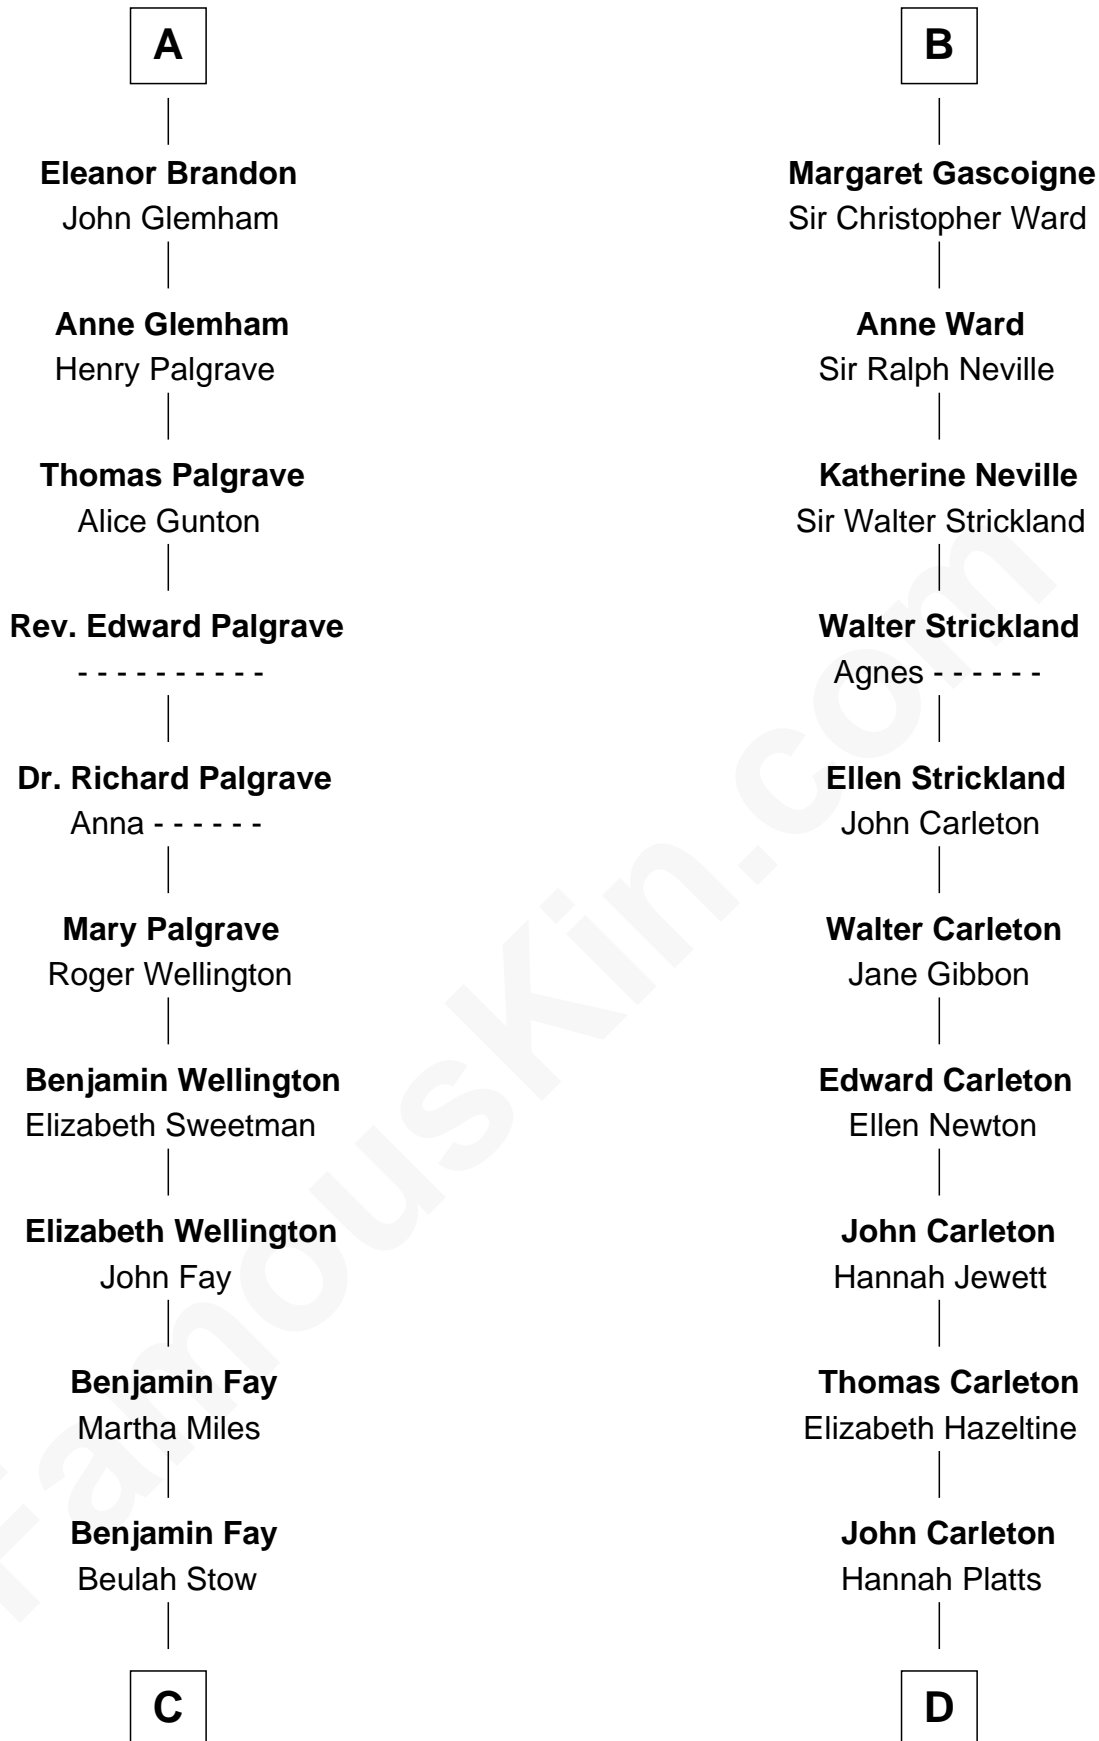 A
Eleanor Brandon
John Glemham
Anne Glemham
Henry Palgrave
Thomas Palgrave
Alice Gunton
Rev. Edward Palgrave
- - - - - - - - - -
Dr. Richard Palgrave
Anna - - - - - -
Mary Palgrave
Roger Wellington
Benjamin Wellington
Elizabeth Sweetman
Elizabeth Wellington
John Fay
Benjamin Fay
Martha Miles
Benjamin Fay
Beulah Stow
C
B
Margaret Gascoigne
Sir Christopher Ward
Anne Ward
Sir Ralph Neville
Katherine Neville
Sir Walter Strickland
Walter Strickland
Agnes - - - - - -
Ellen Strickland
John Carleton
Walter Carleton
Jane Gibbon
Edward Carleton
Ellen Newton
John Carleton
Hannah Jewett
Thomas Carleton
Elizabeth Hazeltine
John Carleton
Hannah Platts
D
FamousKin.com